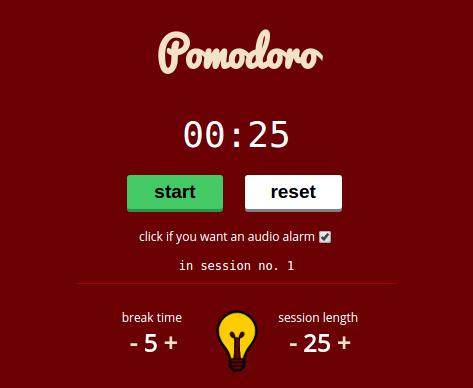 Pomodoro
00:25
start reset
click if you want an audio alarm
in session no. 1
break time session length
- 5 + - 25 +